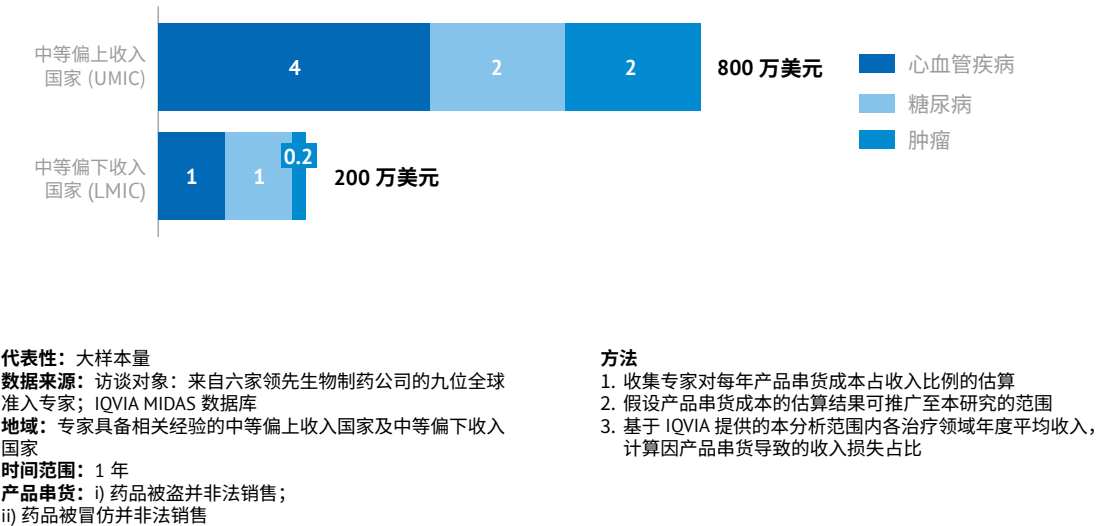 中等偏上收入
国家 (UMIC)
4
2
2
800 万美元
中等偏下收入
国家 (LMIC)
1
1
0.2
200 万美元
心血管疾病
糖尿病
肿瘤
代表性：大样本量
数据来源：访谈对象：来自六家领先生物制药公司的九位全球
准入专家；IQVIA MIDAS 数据库
地域：专家具备相关经验的中等偏上收入国家及中等偏下收入
国家
时间范围：1 年
产品串货：i) 药品被盗并非法销售；
ii) 药品被冒仿并非法销售
方法
1. 收集专家对每年产品串货成本占收入比例的估算
2. 假设产品串货成本的估算结果可推广至本研究的范围
3. 基于 IQVIA 提供的本分析范围内各治疗领域年度平均收入，
计算因产品串货导致的收入损失占比